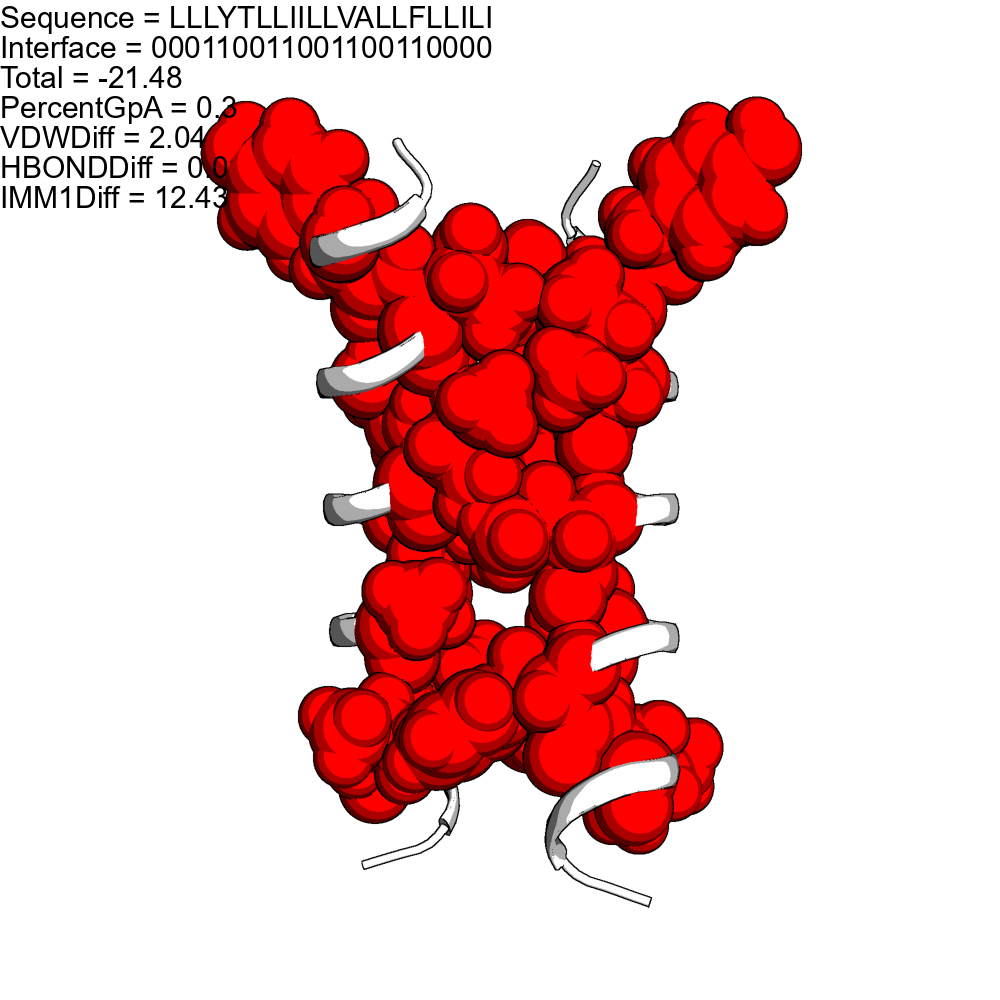 Sequence = LLLYTLLIILLVALLFLLILI
Interface = 000110011001100110000
Total = -21.48
PercentGpA = 0.3
VDWDiff = 2.04
HBONDDiff = 0.0
IMM1Diff = 12.43